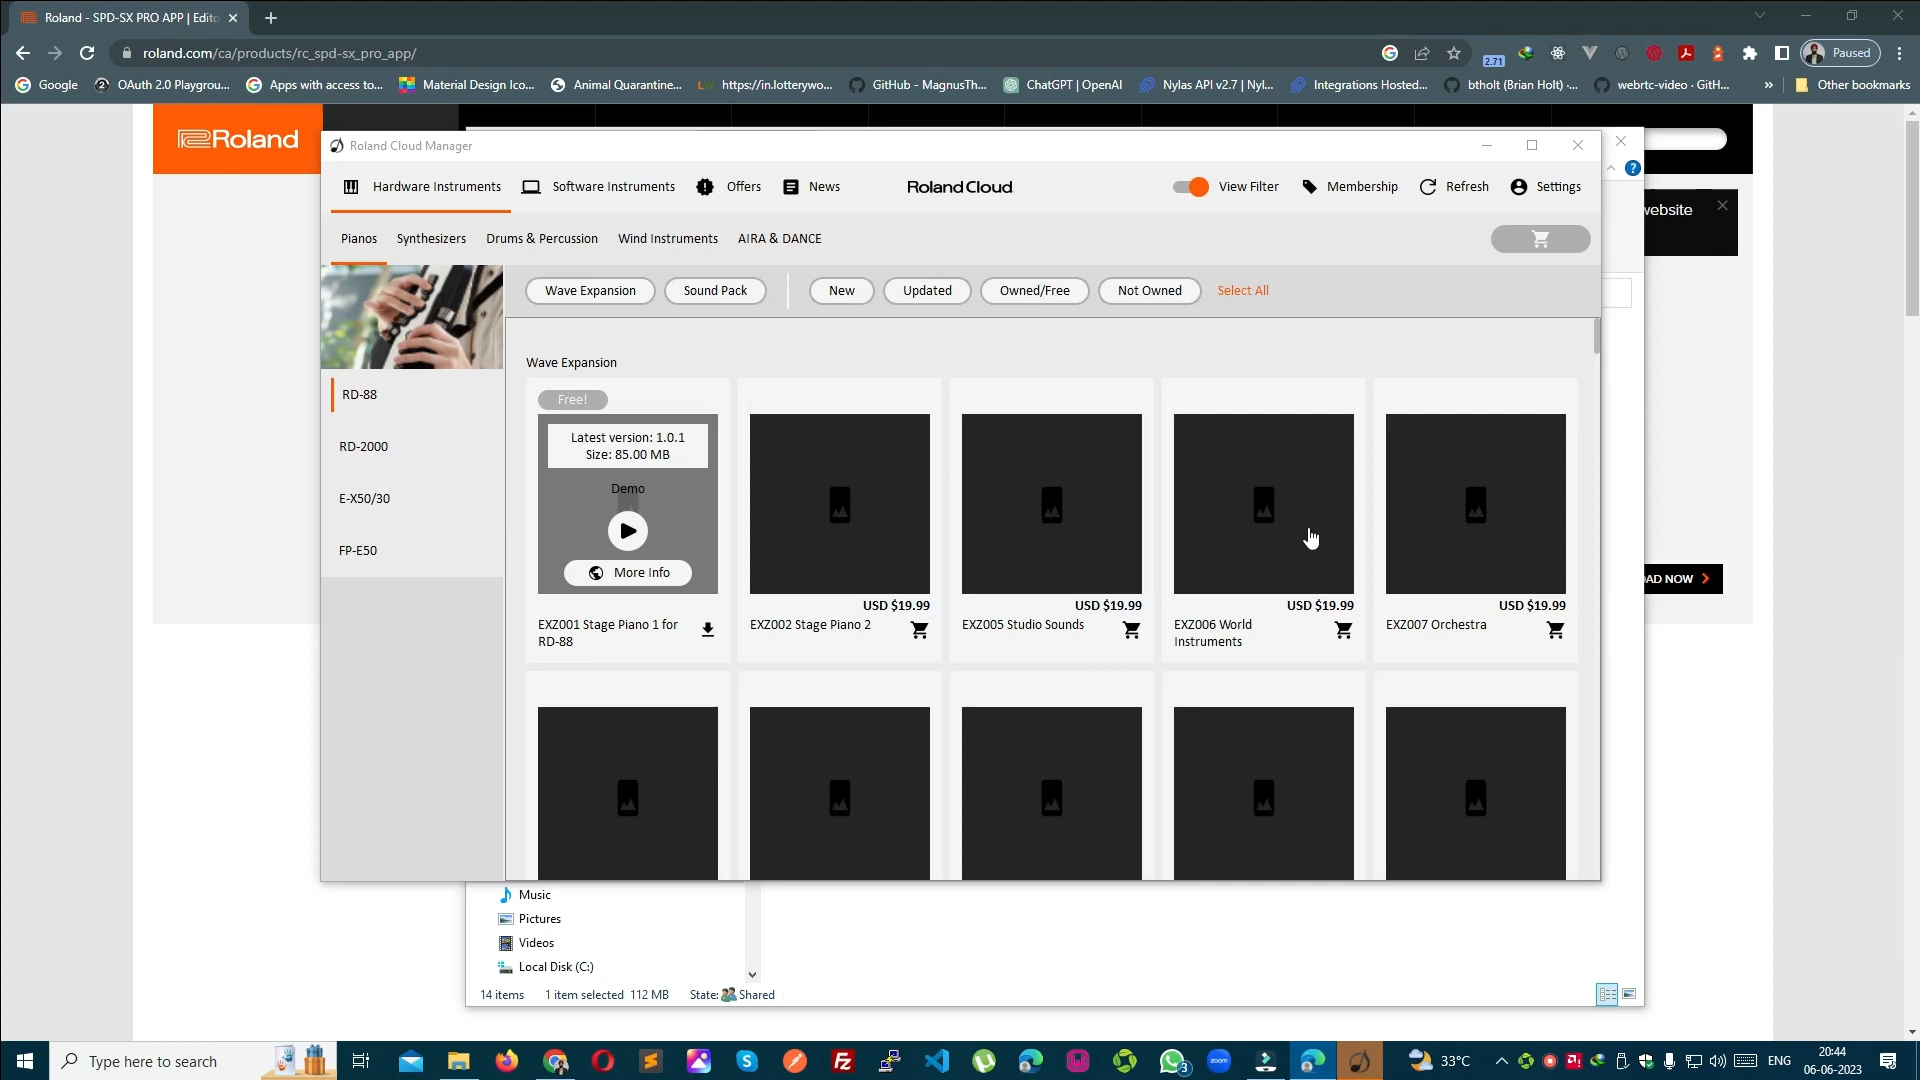 Roland - SPD-SX PRO APP | Edito
roland.com/ca/products/rc_spd-sx_pro_app/
2.71
Paused
Google
OAuth 2.0 Playgrou...
Apps with access to...
Material Design Ico...
Animal Quarantine...
https://in.lotterywo...
GitHub - MagnusTh...
ChatGPT | OpenAI
Nylas API v2.7 | Nyl...
Integrations Hosted...
btholt (Brian Holt) ·...
webrtc-video · GitH...
»
Other bookmarks
Roland
Roland Cloud Manager
Hardware Instruments
Software Instruments
Offers
News
Roland Cloud
View Filter
Membership
Refresh
Settings
website
Pianos
Synthesizers
Drums & Percussion
Wind Instruments
AIRA & DANCE
Wave Expansion
Sound Pack
New
Updated
Owned/Free
Not Owned
Select All
RD-88
RD-2000
E-X50/30
FP-E50
Wave Expansion
Free!
Latest version: 1.0.1
Size: 85.00 MB
Demo
More Info
EXZ001 Stage Piano 1 for
RD-88
USD $19.99
EXZ002 Stage Piano 2
USD $19.99
EXZ005 Studio Sounds
USD $19.99
EXZ006 World
Instruments
USD $19.99
EXZ007 Orchestra
AD NOW
Music
Pictures
Videos
Local Disk (C:)
14 items
1 item selected 112 MB
State: Shared
Type here to search
3
zoom
33°C
ENG
20:44
06-06-2023